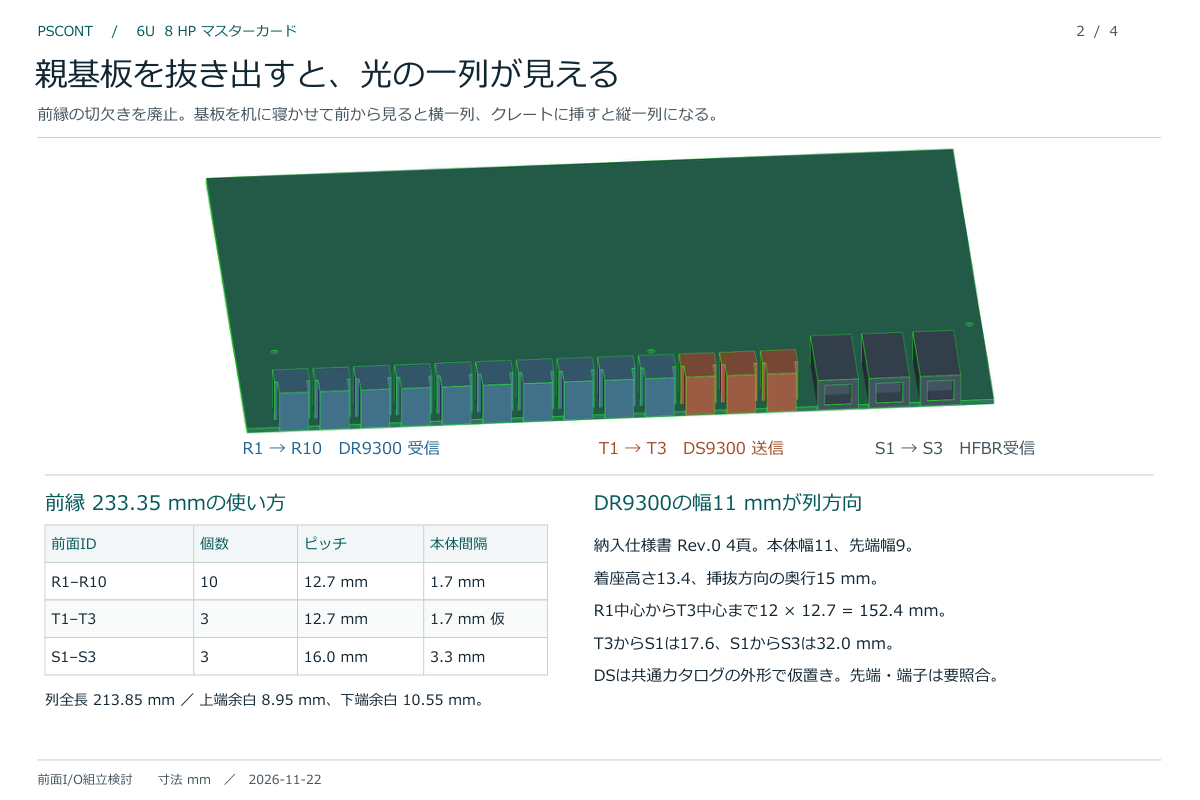 PSCONT / 6U 8 HP マスターカード
2 / 4
親基板を抜き出すと、光の一列が見える
前縁の切欠きを廃止。基板を机に寝かせて前から見ると横一列、クレートに挿すと縦一列になる。
R1 → R10 DR9300 受信
T1 → T3 DS9300 送信
S1 → S3 HFBR受信
前縁 233.35 mmの使い方
前面ID 個数 ピッチ 本体間隔
R1–R10 10 12.7 mm 1.7 mm
T1–T3 3 12.7 mm 1.7 mm 仮
S1–S3 3 16.0 mm 3.3 mm
列全長 213.85 mm ／ 上端余白 8.95 mm、下端余白 10.55 mm。
DR9300の幅11 mmが列方向
納入仕様書 Rev.0 4頁。本体幅11、先端幅9。
着座高さ13.4、挿抜方向の奥行15 mm。
R1中心からT3中心まで12 × 12.7 = 152.4 mm。
T3からS1は17.6、S1からS3は32.0 mm。
DSは共通カタログの外形で仮置き。先端・端子は要照合。
前面I/O組立検討 寸法 mm ／ 2026-11-22